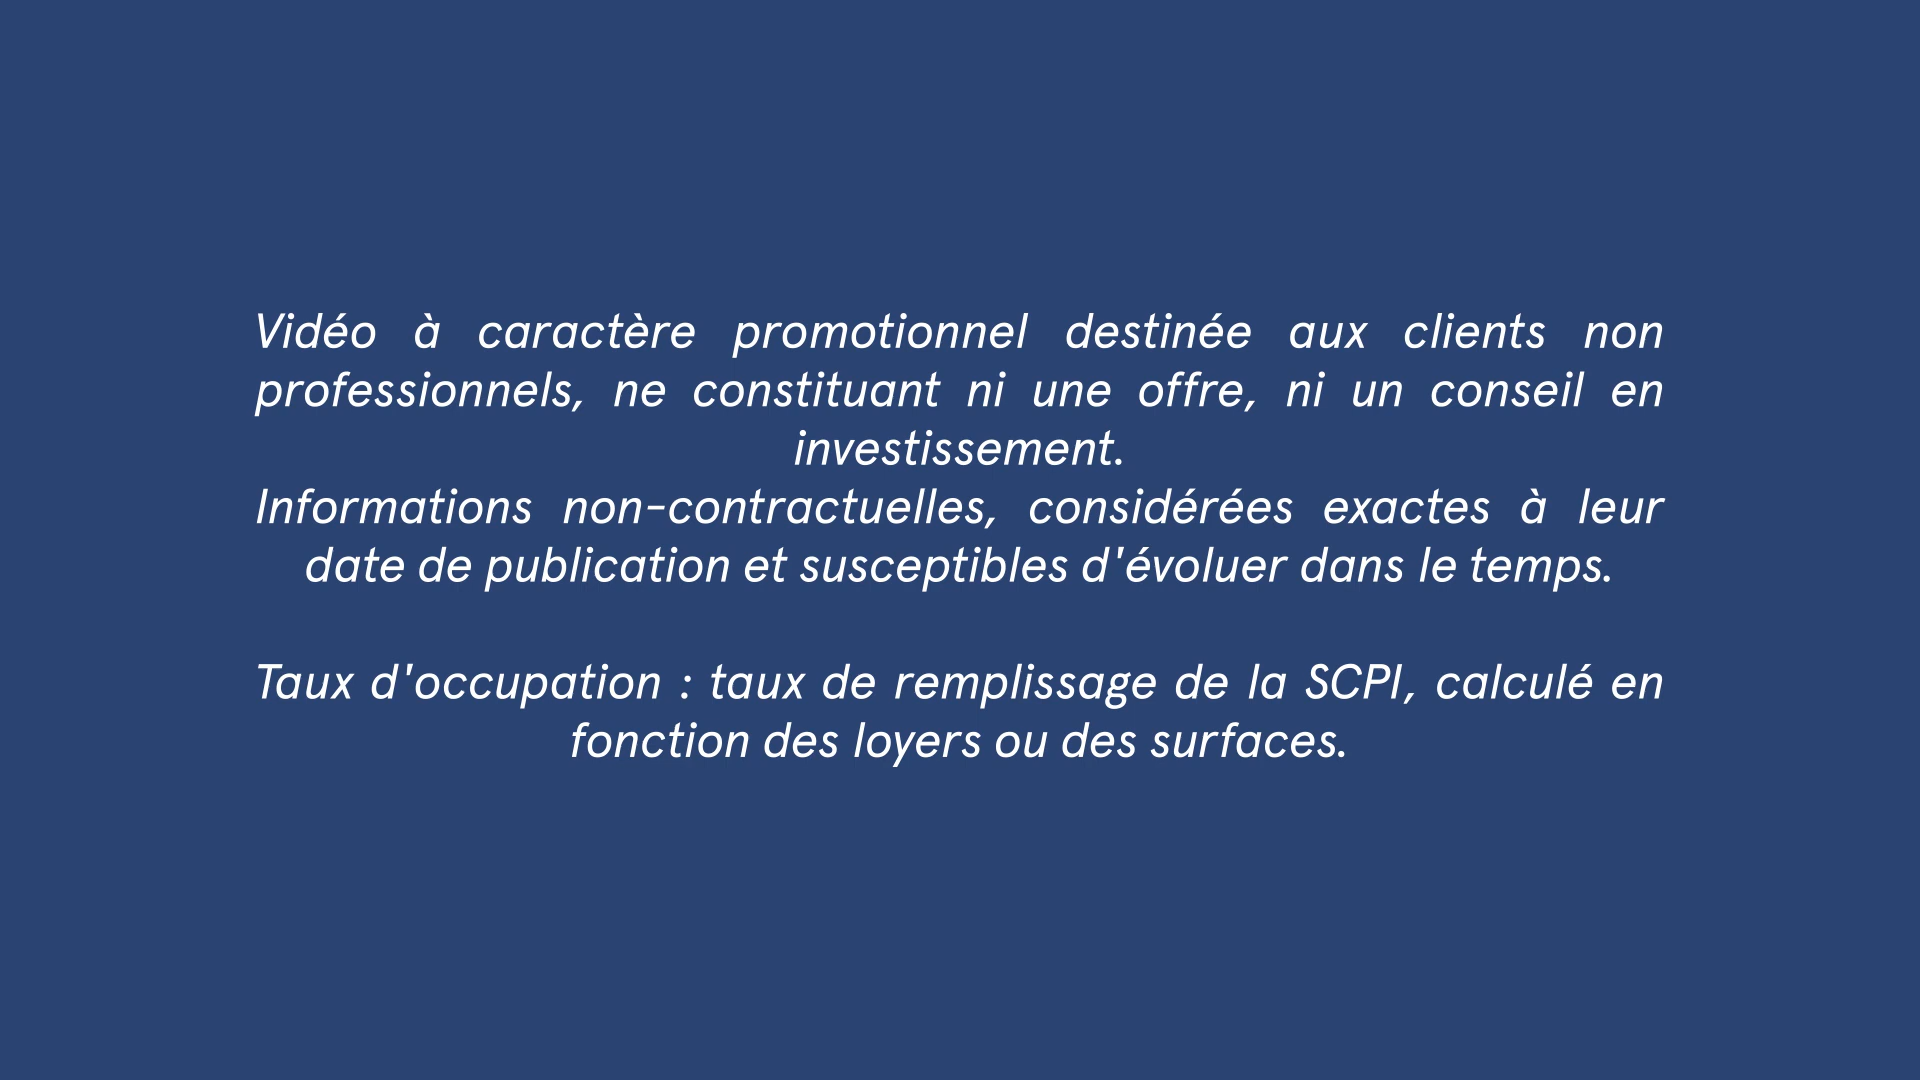 Vidéo à caractère promotionnel destinée aux clients non
professionnels, ne constituant ni une offre, ni un conseil en
investissement.
Informations non-contractuelles, considérées exactes à leur
date de publication et susceptibles d'évoluer dans le temps.
Taux d'occupation : taux de remplissage de la SCPI, calculé en
fonction des loyers ou des surfaces.